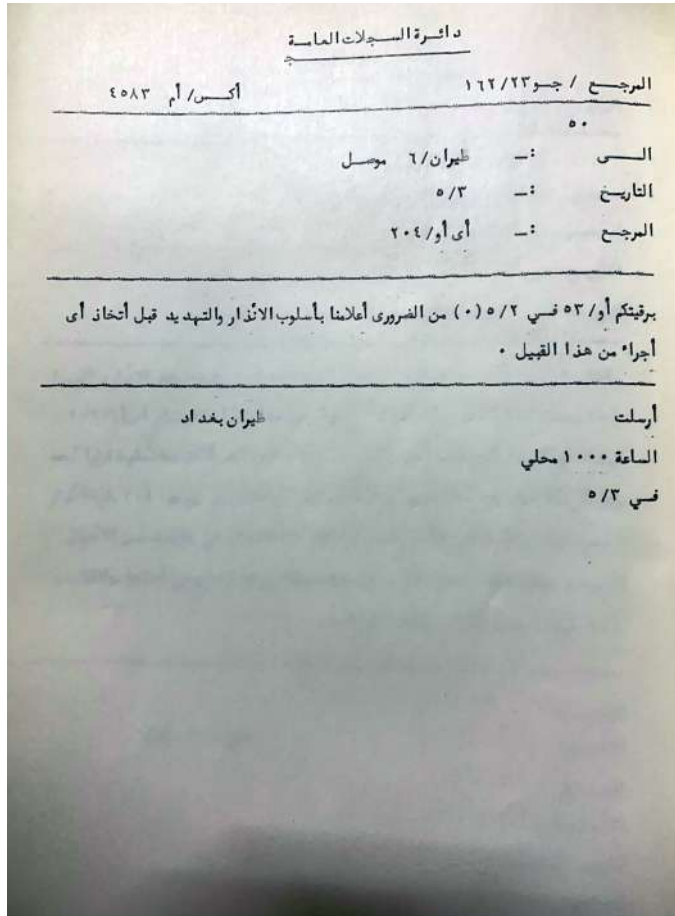 دائرة السجلات العامة
ج
المرجع / جو ١٦٢/٢٣ أكس/ أم ٤٥٨٣
٥٠
الى :ـ طيران/ ٦ موصل
التاريخ :ـ ٥/٣
المرجع :ـ أى أو/ ٢٠٤
برقيتكم أو/ ٥٣ في ٥/٢ (٠) من الضرورى أعلامنا بأسلوب الانذار والتهديد قبل أتخاذ أى
أجراء من هذا القبيل ٠
أرسلت طيران بغداد
الساعة ١٠٠٠ محلي
في ٥/٣